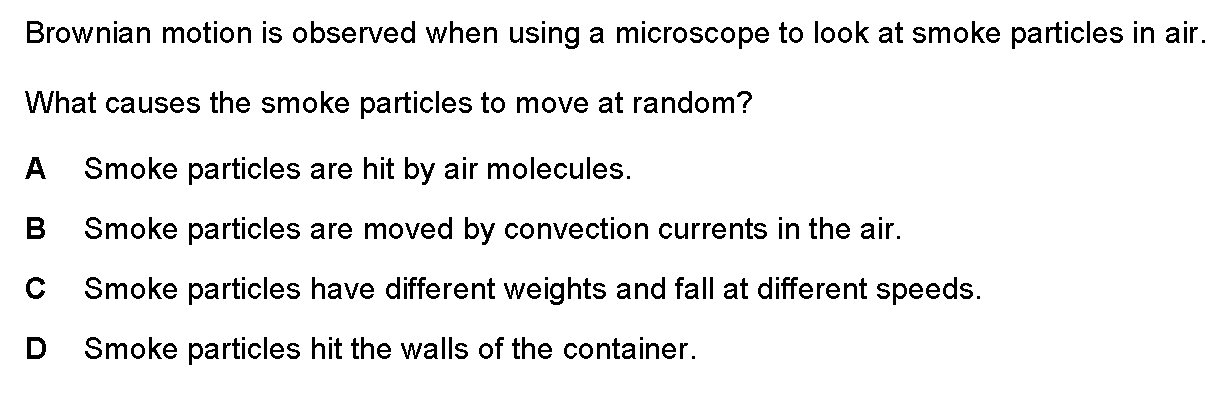 Brownian motion is observed when using a microscope to look at smoke particles in air.
What causes the smoke particles to move at random?
A Smoke particles are hit by air molecules.
B Smoke particles are moved by convection currents in the air.
C Smoke particles have different weights and fall at different speeds.
D Smoke particles hit the walls of the container.